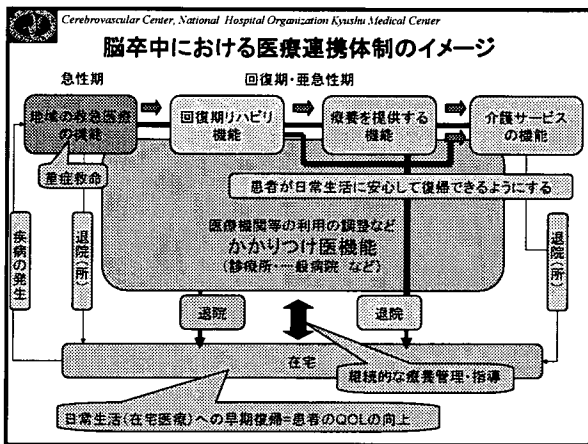 Cerebrovascular Center, National Hospital Organization Kyushu Medical Center
脳卒中における医療連携体制のイメージ
急性期
回復期・亜急性期
地域の救急医療
の機能
回復期リハビリ
機能
療養を提供する
機能
介護サービス
の機能
重症救命
患者が日常生活に安心して復帰できるようにする
医療機関等の利用の調整など
かかりつけ医機能
(診療所・一般病院 など)
疾病の発生
退院(所)
退院(所)
退院
退院
在宅
継続的な療養管理・指導
日常生活(在宅医療)への早期復帰=患者のQOLの向上